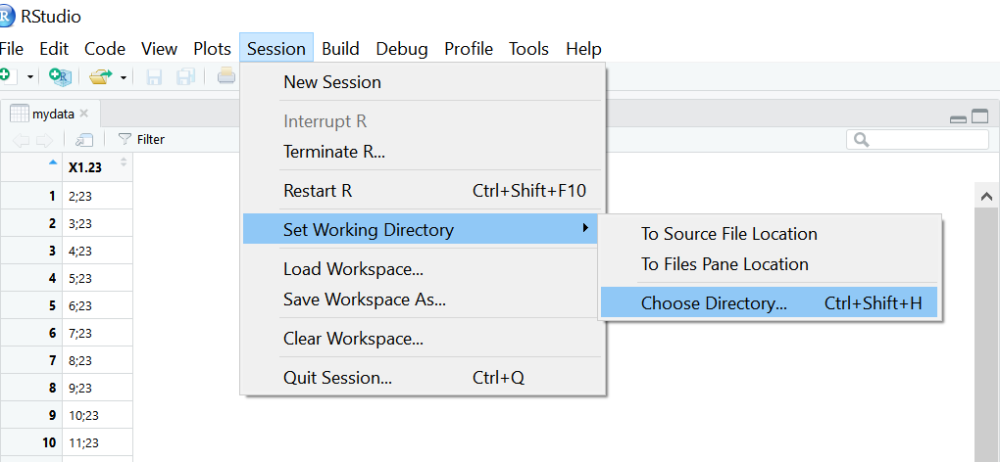 RStudio
File Edit Code View Plots Session Build Debug Profile Tools Help
mydata
Filter
X1.23
1 2;23
2 3;23
3 4;23
4 5;23
5 6;23
6 7;23
7 8;23
8 9;23
9 10;23
10 11;23
New Session
Interrupt R
Terminate R...
Restart R Ctrl+Shift+F10
Set Working Directory
Load Workspace...
Save Workspace As...
Clear Workspace...
Quit Session... Ctrl+Q
To Source File Location
To Files Pane Location
Choose Directory... Ctrl+Shift+H